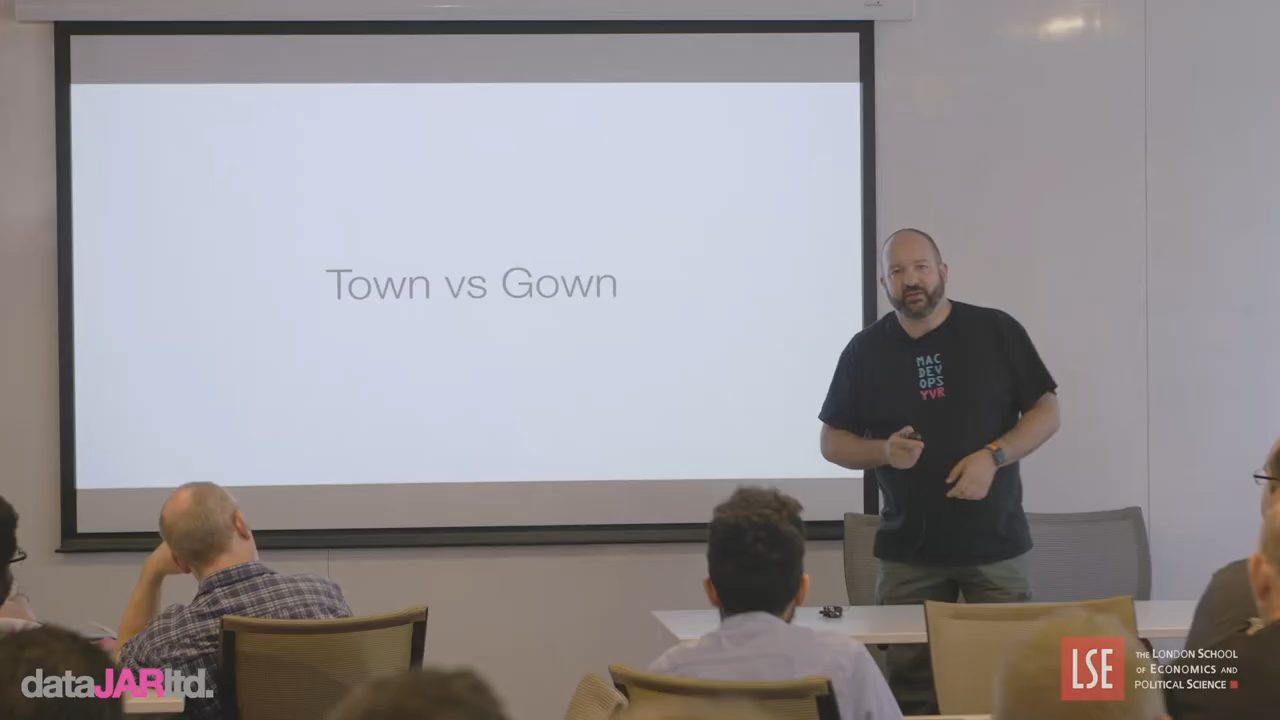 Town vs Gown
MAC
DEV
OPS
YVR
dataJARltd.
LSE
THE LONDON SCHOOL
OF ECONOMICS AND
POLITICAL SCIENCE